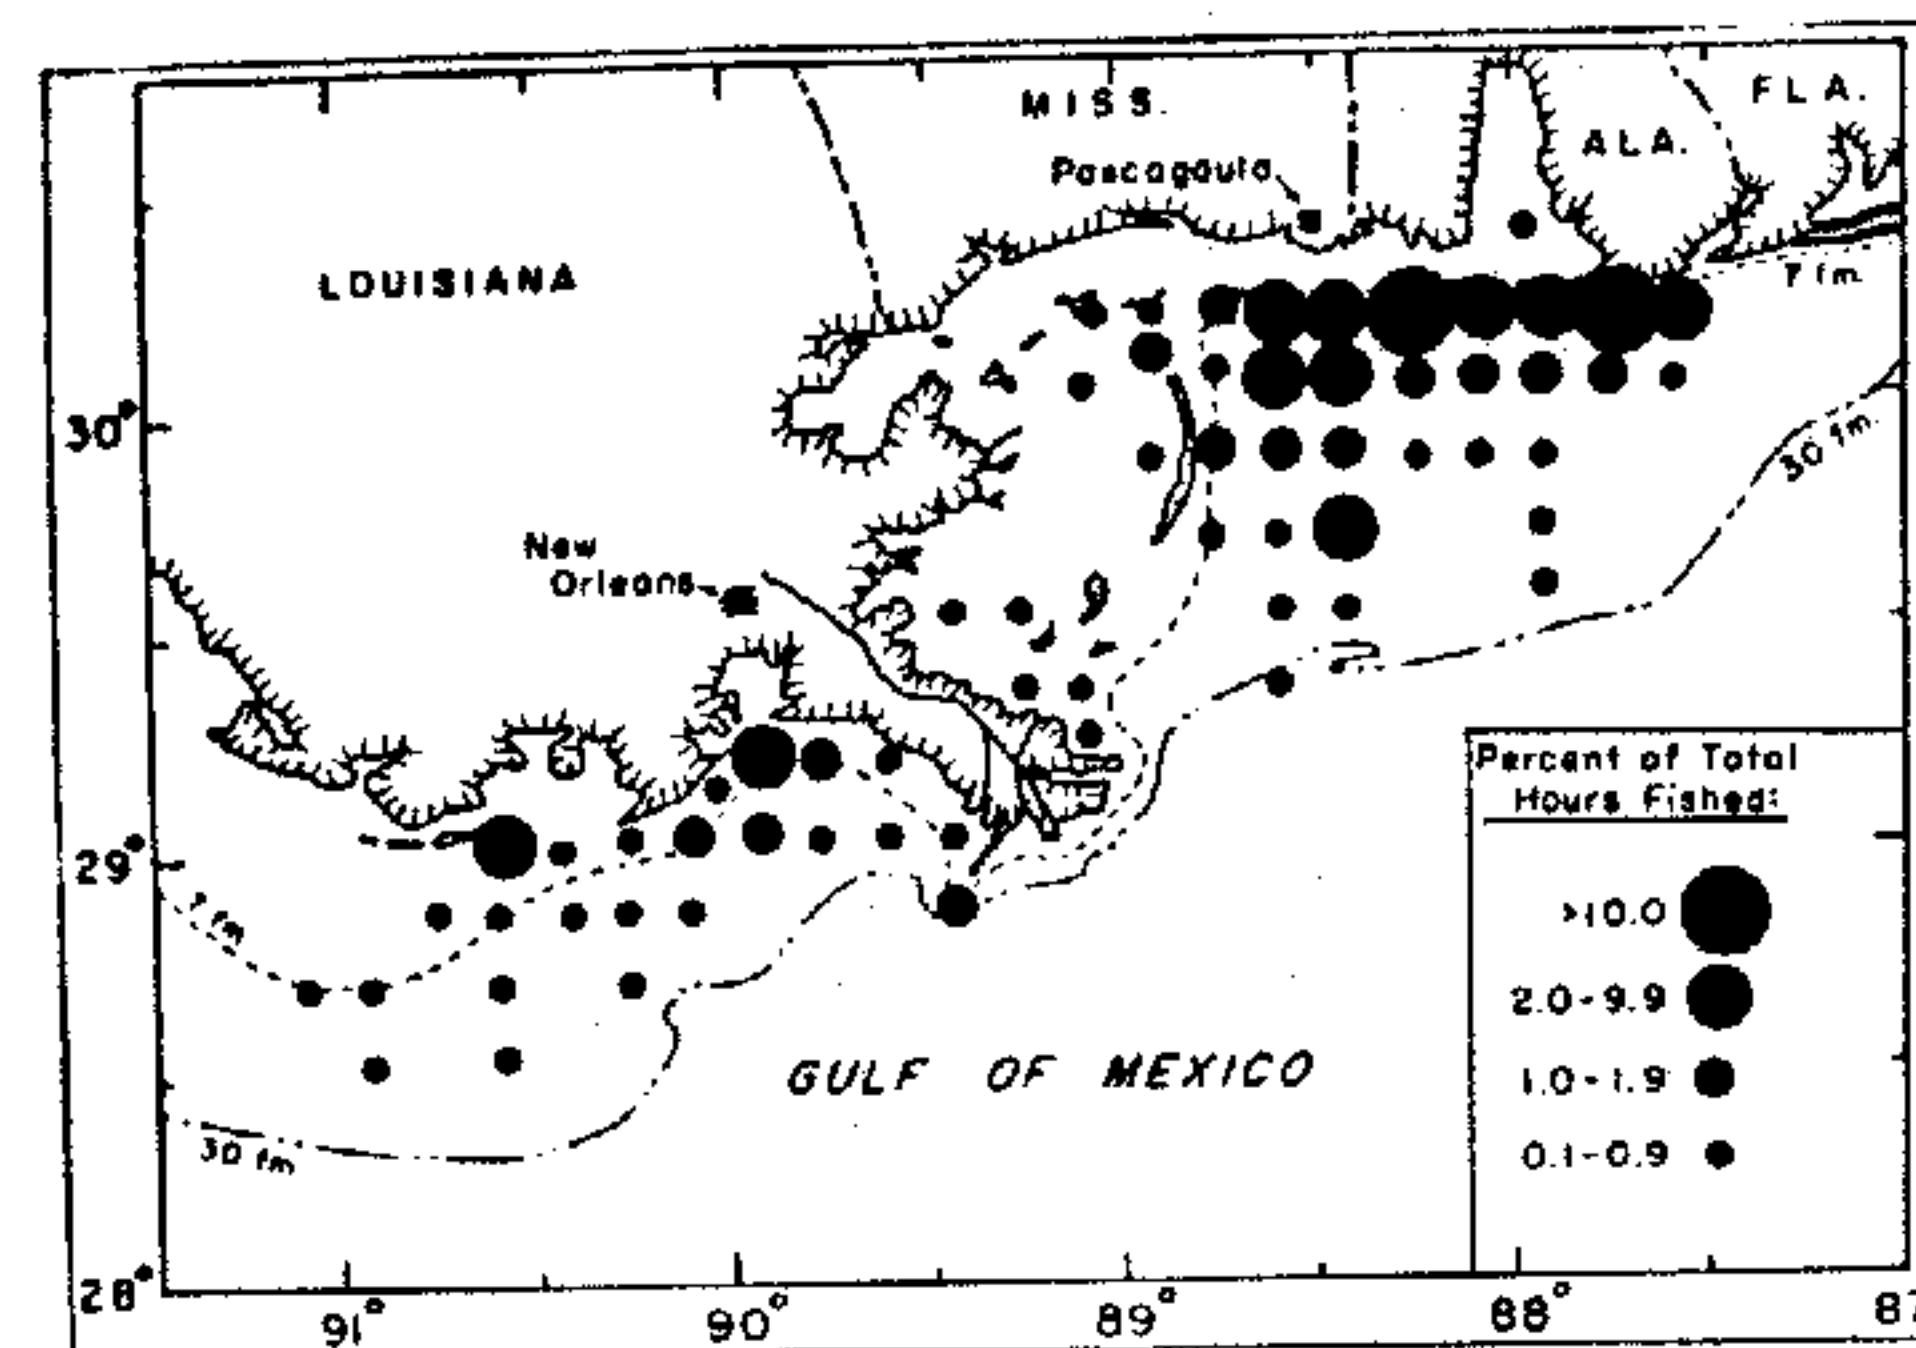 MISS.
FLA.
ALA.
Pascagoula
LOUISIANA
7 fm.
30°
30 fm.
New
Orleans
Percent of Total
Hours Fished:
29°
>10.0
7 fm
2.0-9.9
GULF OF MEXICO
1.0-1.9
30 fm
0.1-0.9
28°
91°
90°
89°
88°
87